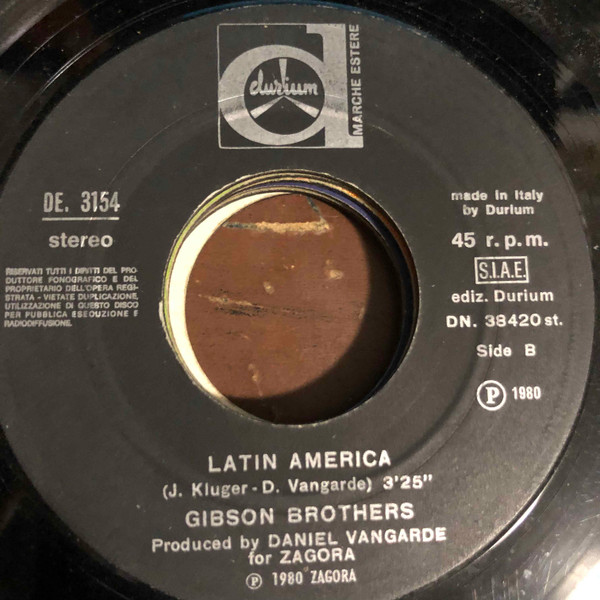 durium
MARCHE ESTERE
DE. 3154
stereo
RISERVATI TUTTI I DIRITTI DEL PRO-
DUTTORE FONOGRAFICO E DEL
PROPRIETARIO DELL'OPERA REGI-
STRATA - VIETATE DUPLICAZIONE,
UTILIZZAZIONE DI QUESTO DISCO
PER PUBBLICA ESECUZIONE E
RADIODIFFUSIONE.
made in Italy
by Durium
45 r.p.m.
S.I.A.E.
ediz. Durium
DN. 38420 st.
Side B
Ⓟ 1980
LATIN AMERICA
(J. Kluger - D. Vangarde) 3'25"
GIBSON BROTHERS
Produced by DANIEL VANGARDE
for ZAGORA
Ⓟ 1980 ZAGORA